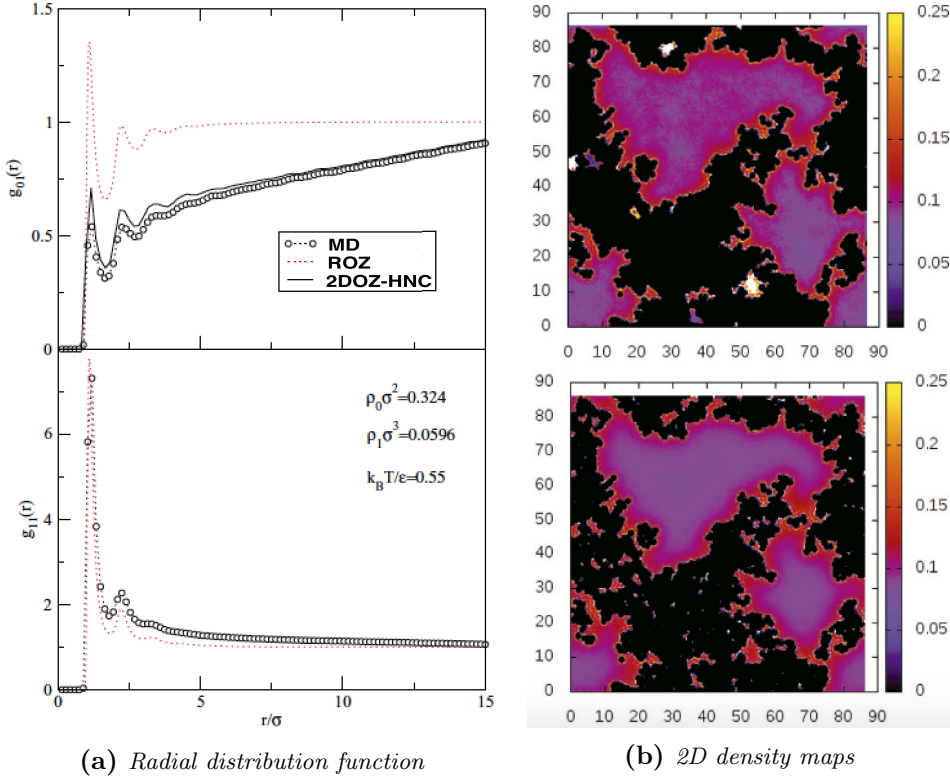 1.5
1
g01(r)
0.5
MD
ROZ
2DOZ-HNC
0
ρ0σ²=0.324
ρ1σ³=0.0596
kBT/ε=0.55
6
g11(r)
4
2
0
0 5 10 15
r/σ
(a) Radial distribution function
90
80
70
60
50
40
30
20
10
0
0 10 20 30 40 50 60 70 80 90
0.25
0.2
0.15
0.1
0.05
0
90
80
70
60
50
40
30
20
10
0
0 10 20 30 40 50 60 70 80 90
0.25
0.2
0.15
0.1
0.05
0
(b) 2D density maps